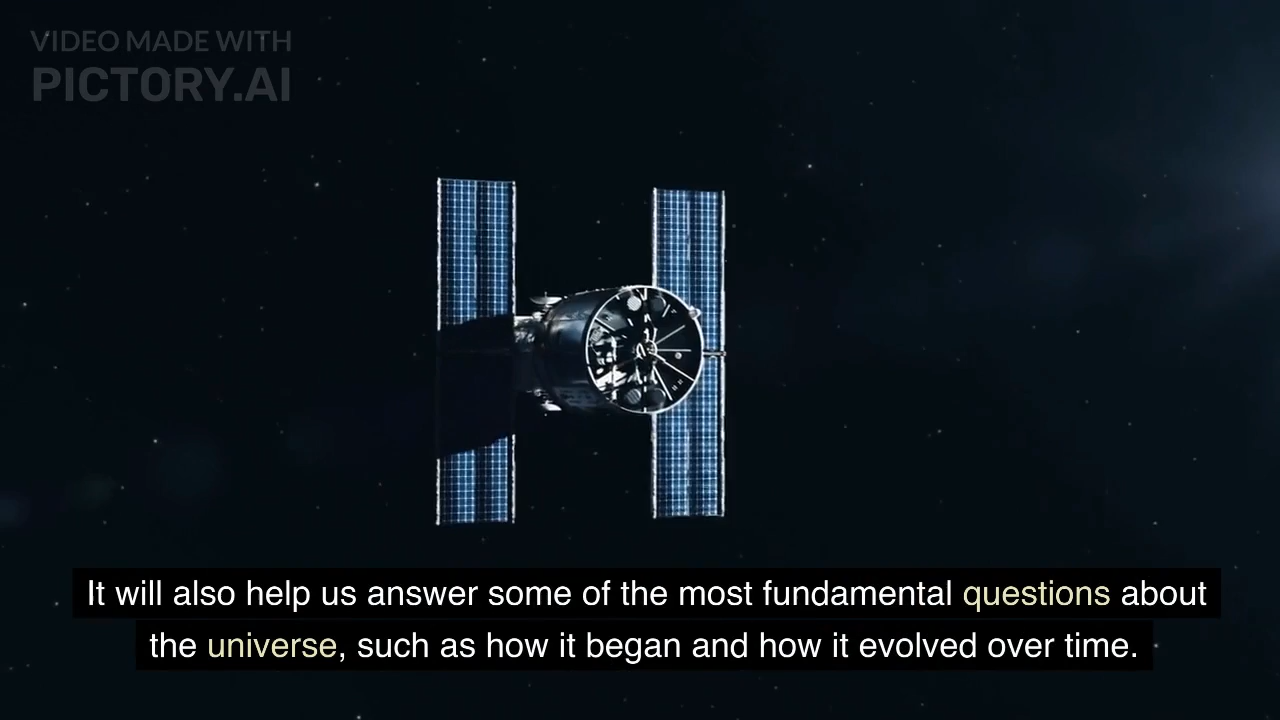 VIDEO MADE WITH
PICTORY.AI
It will also help us answer some of the most fundamental questions about
the universe, such as how it began and how it evolved over time.